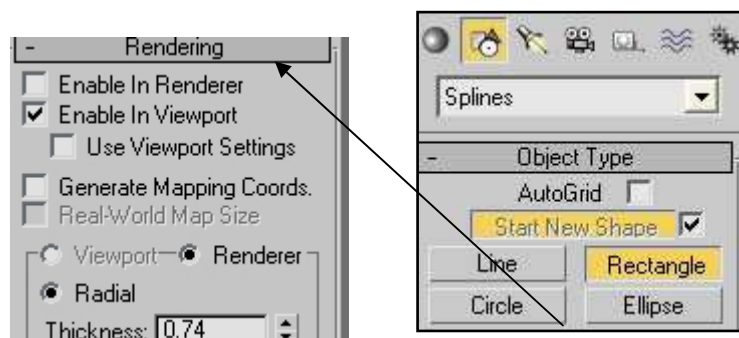 - Rendering
Enable In Renderer
Enable In Viewport
Use Viewport Settings
Generate Mapping Coords.
Real-World Map Size
Viewport Renderer
Radial
Thickness: 0.74
Splines
- Object Type
AutoGrid
Start New Shape
Line Rectangle
Circle Ellipse